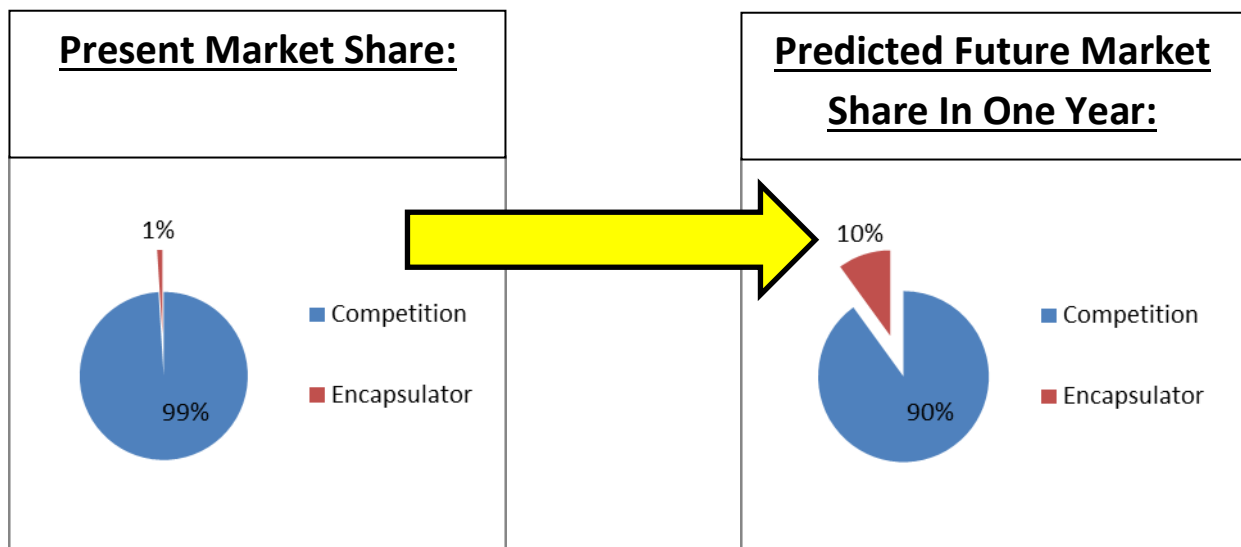 Present Market Share:
1%
99%
Competition
Encapsulator
Predicted Future Market
Share In One Year:
10%
90%
Competition
Encapsulator